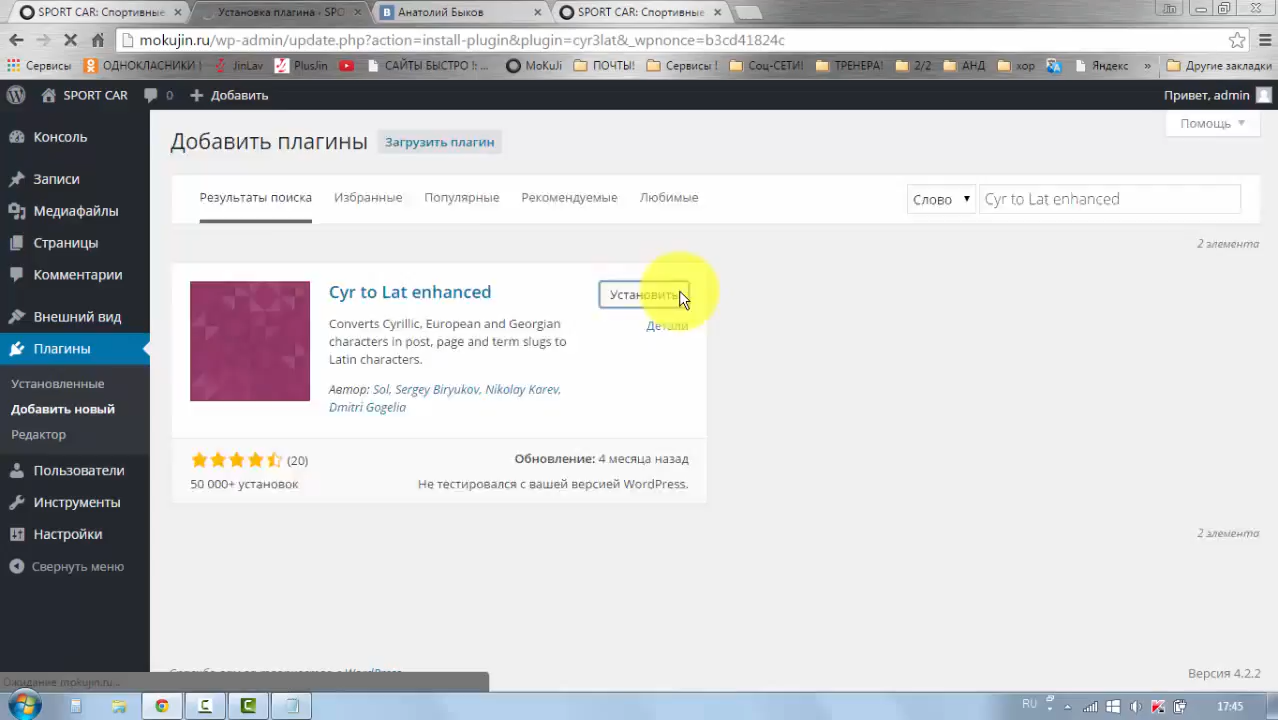 SPORT CAR: Спортивные
Установка плагина - SPO
Анатолий Быков
SPORT CAR: Спортивные
mokujin.ru/wp-admin/update.php?action=install-plugin&plugin=cyr3lat&_wpnonce=b3cd41824c
Сервисы
ОДНОКЛАСНИКИ
JinLav
PlusJin
САЙТЫ БЫСТРО !: ...
MoKuJi
ПОЧТЫ!
Сервисы !
Соц-СЕТИ!
ТРЕНЕРА!
2/2
АНД
хор
Яндекс
»
Другие закладки
SPORT CAR
0
Добавить
Привет, admin
Консоль
Записи
Медиафайлы
Страницы
Комментарии
Внешний вид
Плагины
Установленные
Добавить новый
Редактор
Пользователи
Инструменты
Настройки
Свернуть меню
Помощь
Добавить плагины
Загрузить плагин
Результаты поиска
Избранные
Популярные
Рекомендуемые
Любимые
Слово
Cyr to Lat enhanced
2 элемента
Cyr to Lat enhanced
Установить
Детали
Converts Cyrillic, European and Georgian
characters in post, page and term slugs to
Latin characters.
Автор: Sol, Sergey Biryukov, Nikolay Karev,
Dmitri Gogelia
(20)
50 000+ установок
Обновление: 4 месяца назад
Не тестировался с вашей версией WordPress.
2 элемента
Версия 4.2.2
Ожидание mokujin.ru...
RU
17:45